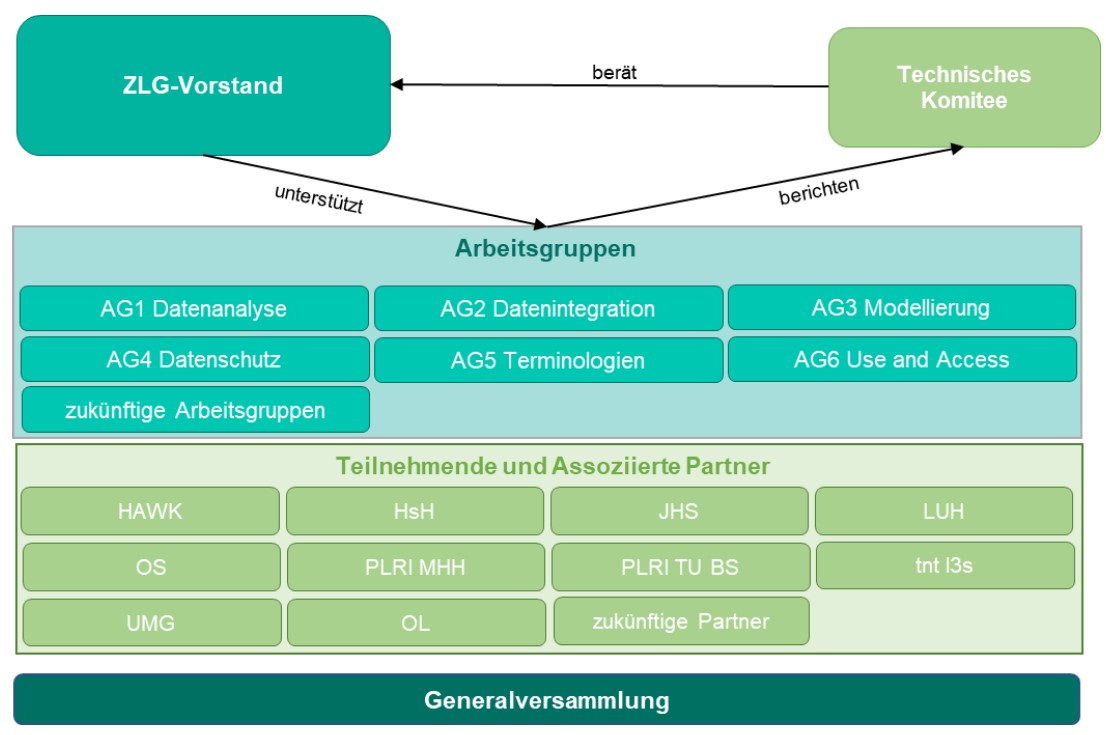 ZLG-Vorstand
berät
Technisches
Komitee
unterstützt
berichten
Arbeitsgruppen
AG1 Datenanalyse
AG2 Datenintegration
AG3 Modellierung
AG4 Datenschutz
AG5 Terminologien
AG6 Use and Access
zukünftige Arbeitsgruppen
Teilnehmende und Assoziierte Partner
HAWK
HsH
JHS
LUH
OS
PLRI MHH
PLRI TU BS
tnt l3s
UMG
OL
zukünftige Partner
Generalversammlung